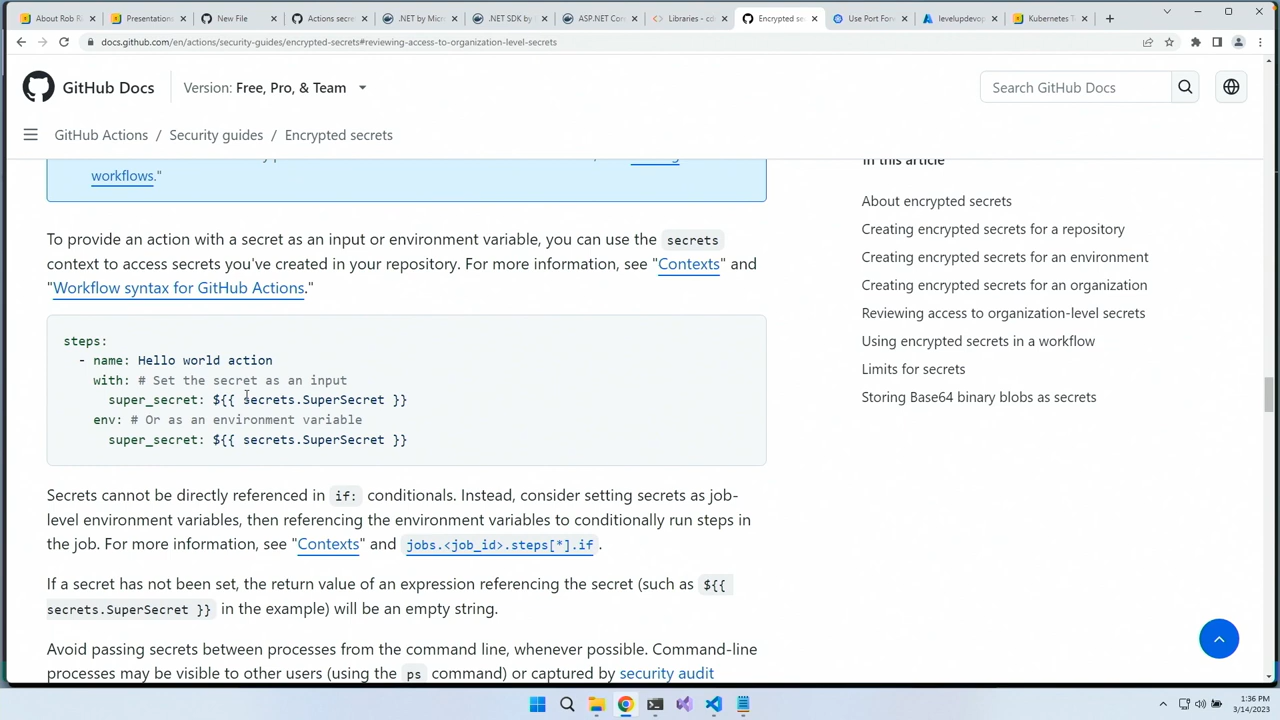 About Rob R
Presentations
New File
Actions secre
.NET by Micro
.NET SDK by
ASP.NET Cor
Libraries - cd
Encrypted se
Use Port For
levelupdevop
Kubernetes T
docs.github.com/en/actions/security-guides/encrypted-secrets#reviewing-access-to-organization-level-secrets
GitHub Docs
Version: Free, Pro, & Team
Search GitHub Docs
GitHub Actions / Security guides / Encrypted secrets
workflows."
In this article
About encrypted secrets
Creating encrypted secrets for a repository
Creating encrypted secrets for an environment
Creating encrypted secrets for an organization
Reviewing access to organization-level secrets
Using encrypted secrets in a workflow
Limits for secrets
Storing Base64 binary blobs as secrets
To provide an action with a secret as an input or environment variable, you can use the secrets
context to access secrets you've created in your repository. For more information, see "Contexts" and
"Workflow syntax for GitHub Actions."
steps:
- name: Hello world action
with: # Set the secret as an input
super_secret: ${{ secrets.SuperSecret }}
env: # Or as an environment variable
super_secret: ${{ secrets.SuperSecret }}
Secrets cannot be directly referenced in if: conditionals. Instead, consider setting secrets as job-
level environment variables, then referencing the environment variables to conditionally run steps in
the job. For more information, see "Contexts" and jobs.<job_id>.steps[*].if .
If a secret has not been set, the return value of an expression referencing the secret (such as ${{
secrets.SuperSecret }} in the example) will be an empty string.
Avoid passing secrets between processes from the command line, whenever possible. Command-line
processes may be visible to other users (using the ps command) or captured by security audit
1:36 PM
3/14/2023